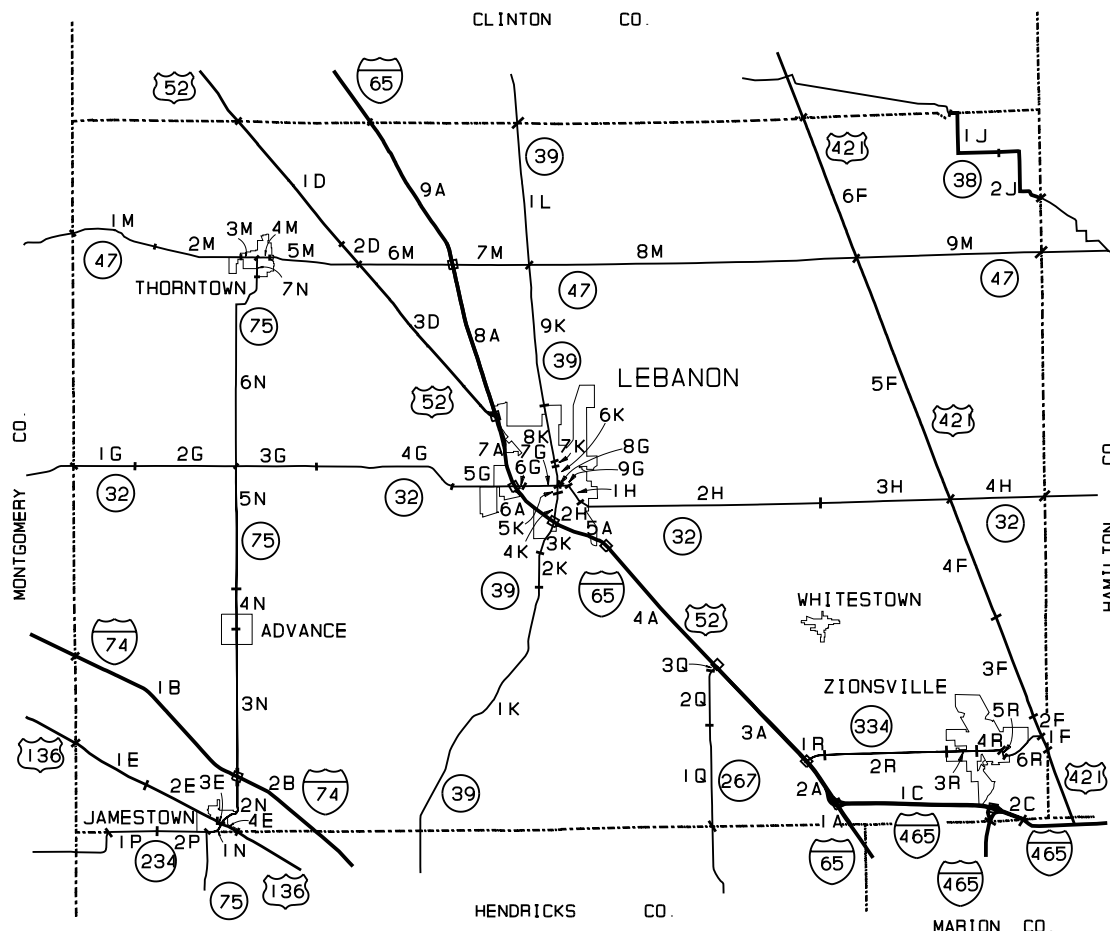 CLINTON CO.
52
65
39
421
1J
38
2J
1D
9A
6F
1L
1M
3M
4M
2M
5M
2D
6M
7M
8M
9M
47
THORNTOWN
7N
47
47
75
3D
8A
9K
39
6N
LEBANON
5F
52
421
MONTGOMERY CO.
HAMILTON CO.
8K
7K
6K
7A
7G
8G
1G
2G
3G
4G
5G
6G
9G
1H
2H
3H
4H
32
32
5N
6A
5K
2H
5A
32
32
75
4K
3K
2K
4F
39
65
4N
4A
52
WHITESTOWN
ADVANCE
74
3Q
3F
1B
2Q
ZIONSVILLE
3N
1K
334
5R
2F
136
1E
3A
1R
4R
1F
2R
3R
6R
3E
2E
2B
74
39
1Q
267
2A
1C
2C
421
JAMESTOWN
2N
4E
1A
1P
2P
1N
234
75
136
65
465
465
465
HENDRICKS CO.
MARION CO.